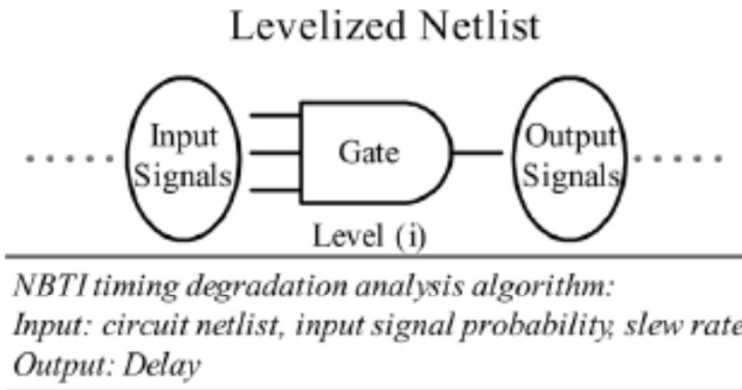 Levelized Netlist
Input
Signals
Gate
Output
Signals
Level (i)
NBTI timing degradation analysis algorithm:
Input: circuit netlist, input signal probability, slew rate
Output: Delay